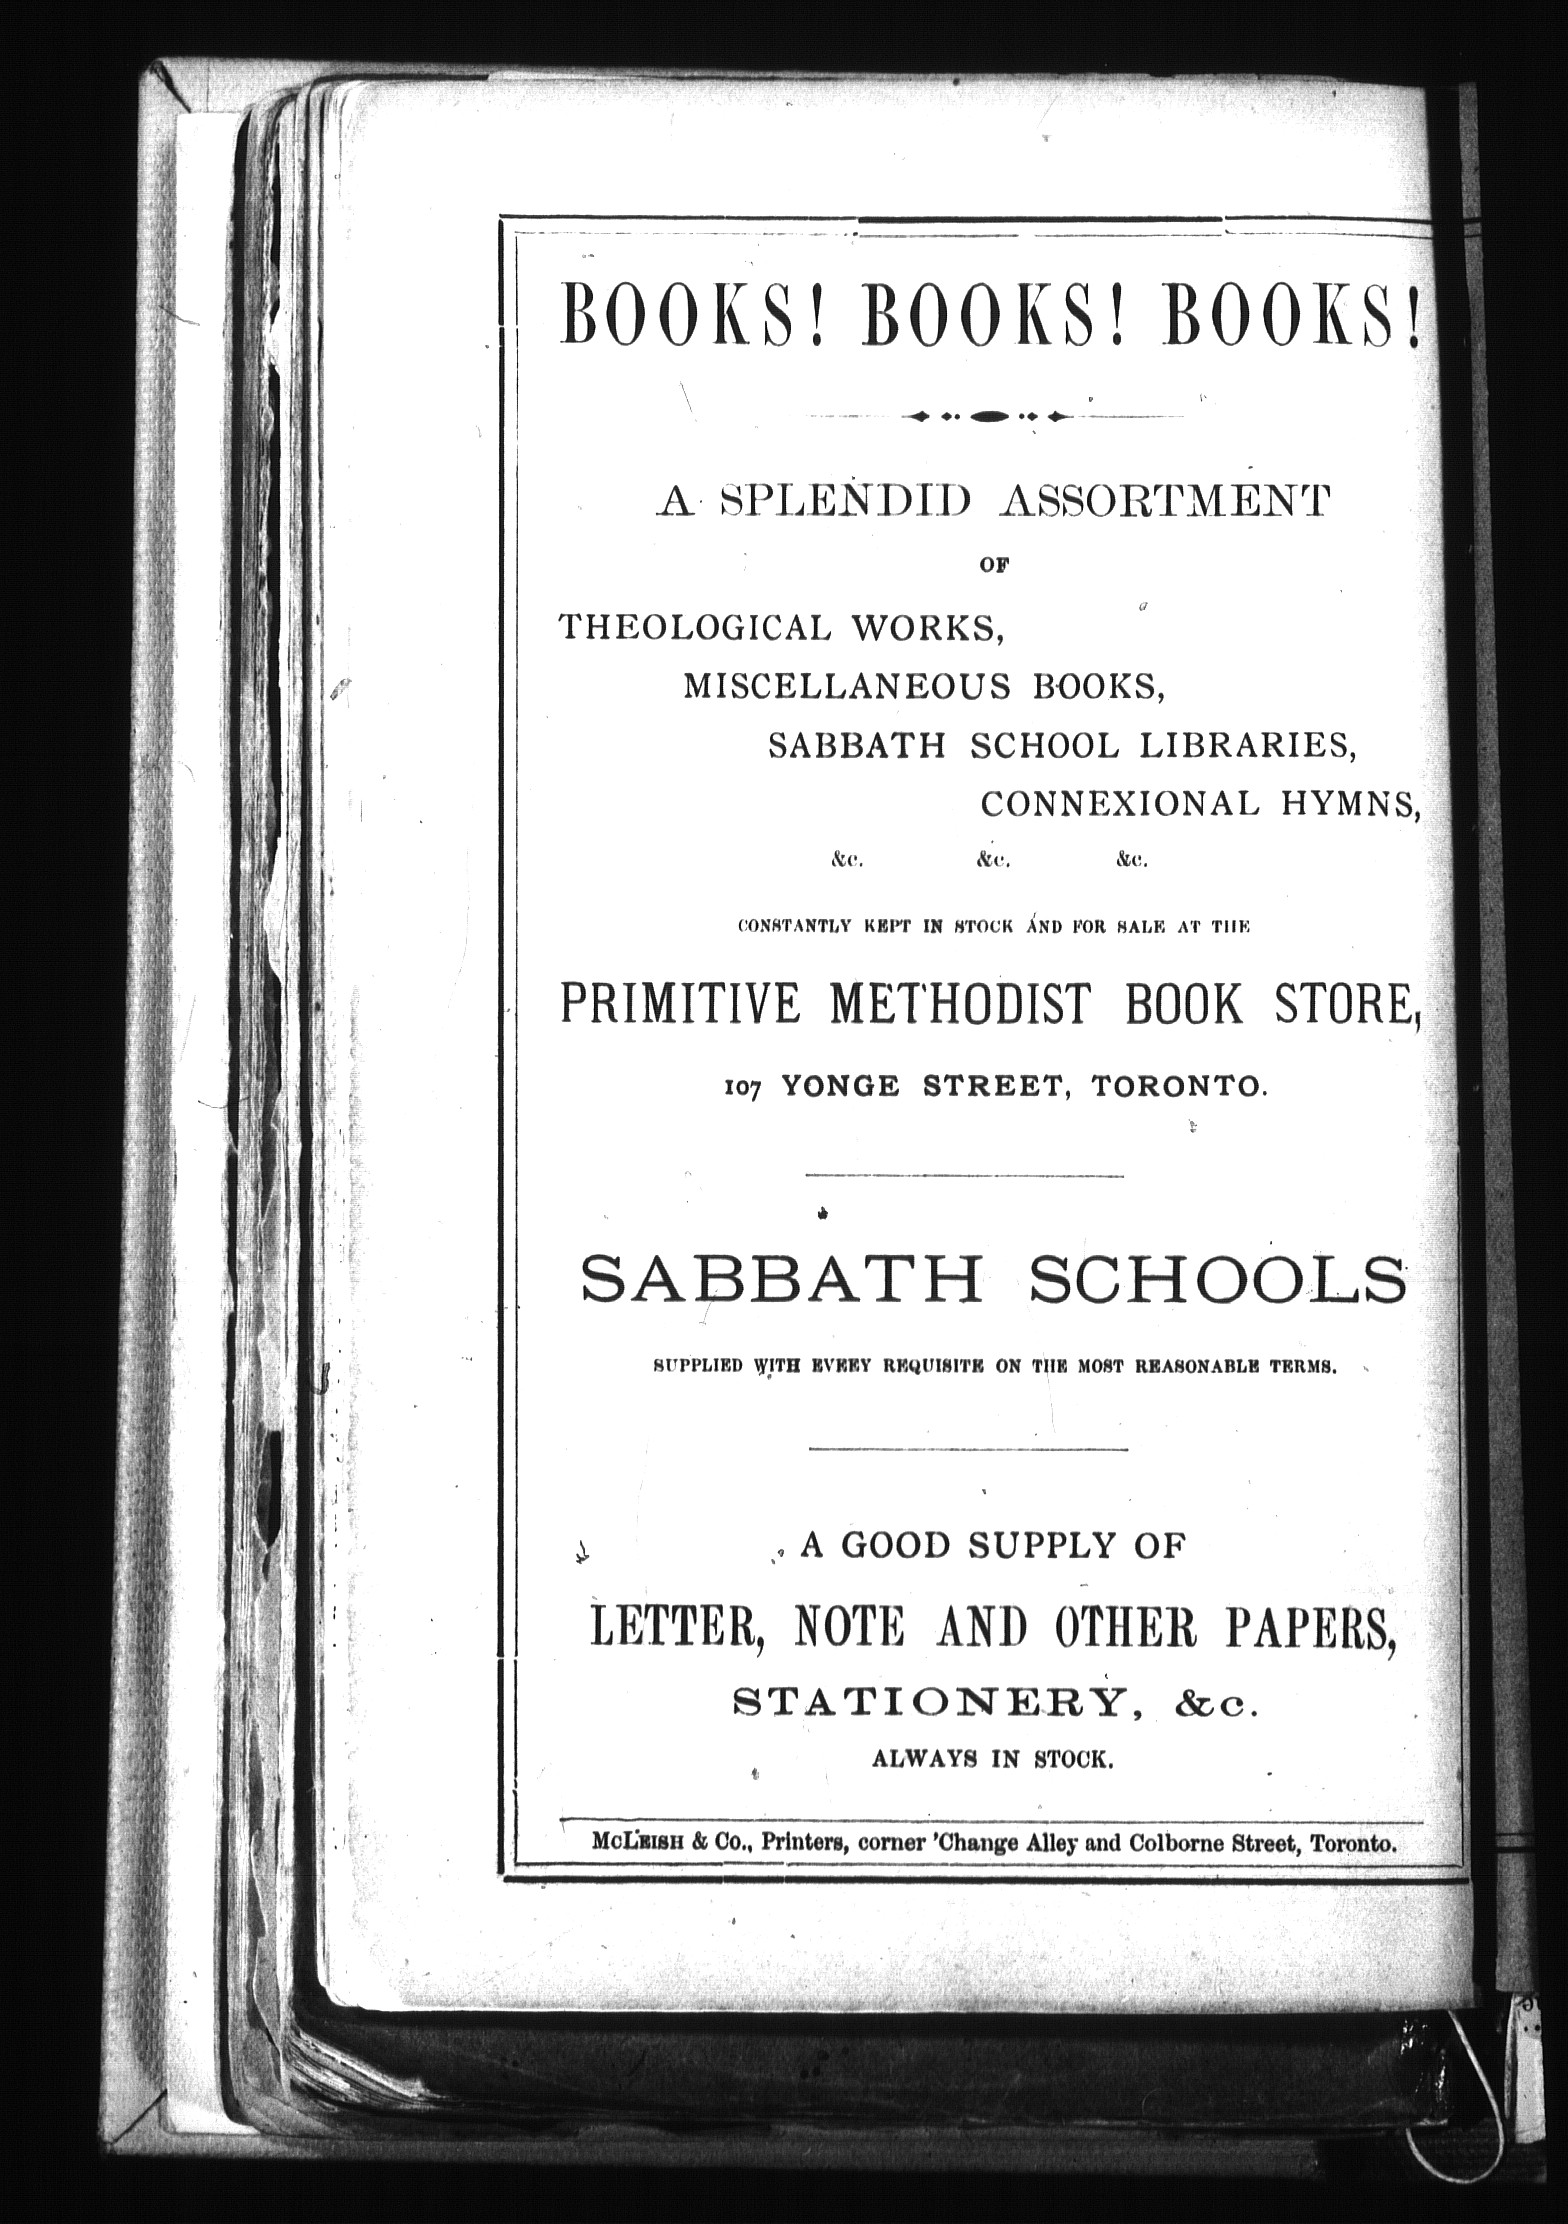 BOOKS! BOOKS! BOOKS!
A SPLENDID ASSORTMENT
OF
THEOLOGICAL WORKS,
MISCELLANEOUS BOOKS,
SABBATH SCHOOL LIBRARIES,
CONNEXIONAL HYMNS,
&c. &c. &c.
CONSTANTLY KEPT IN STOCK AND FOR SALE AT THE
PRIMITIVE METHODIST BOOK STORE,
107 YONGE STREET, TORONTO.
SABBATH SCHOOLS
SUPPLIED WITH EVERY REQUISITE ON THE MOST REASONABLE TERMS.
A GOOD SUPPLY OF
LETTER, NOTE AND OTHER PAPERS,
STATIONERY, &c.
ALWAYS IN STOCK.
McLEISH & Co., Printers, corner 'Change Alley and Colborne Street, Toronto.